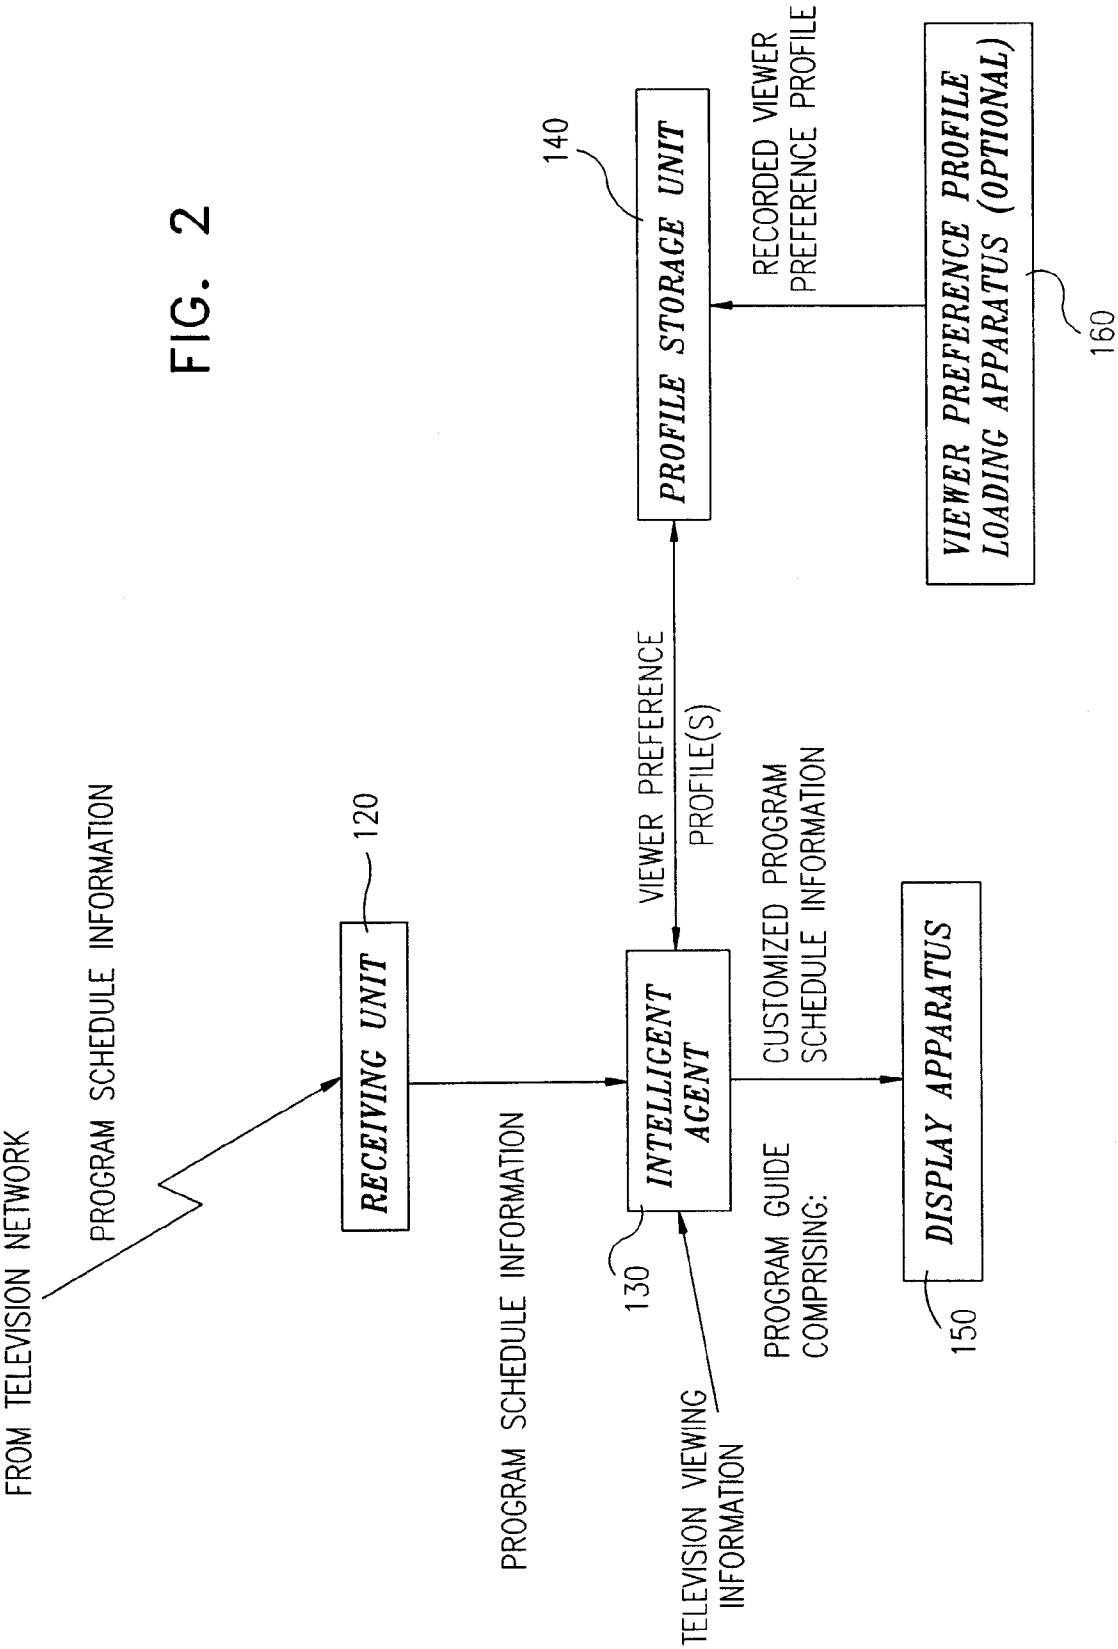 FIG. 2
FROM TELEVISION NETWORK
PROGRAM SCHEDULE INFORMATION
120
RECEIVING UNIT
PROGRAM SCHEDULE INFORMATION
130
INTELLIGENT
AGENT
TELEVISION VIEWING
INFORMATION
VIEWER PREFERENCE
PROFILE(S)
140
PROFILE STORAGE UNIT
RECORDED VIEWER
PREFERENCE PROFILE
PROGRAM GUIDE
COMPRISING:
CUSTOMIZED PROGRAM
SCHEDULE INFORMATION
150
DISPLAY APPARATUS
VIEWER PREFERENCE PROFILE
LOADING APPARATUS (OPTIONAL)
160